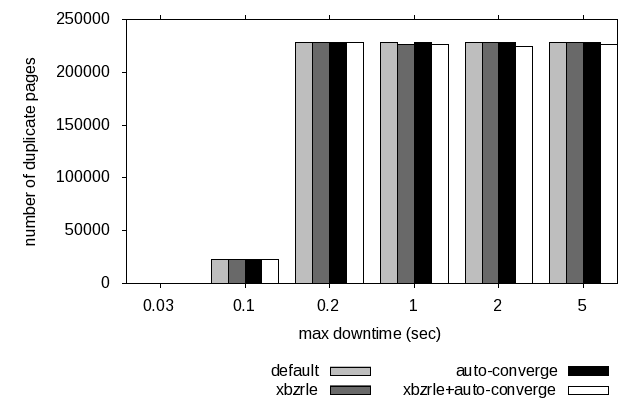 250000
200000
150000
100000
50000
0
number of duplicate pages
0.03 0.1 0.2 1 2 5
max downtime (sec)
default auto-converge
xbzrle xbzrle+auto-converge